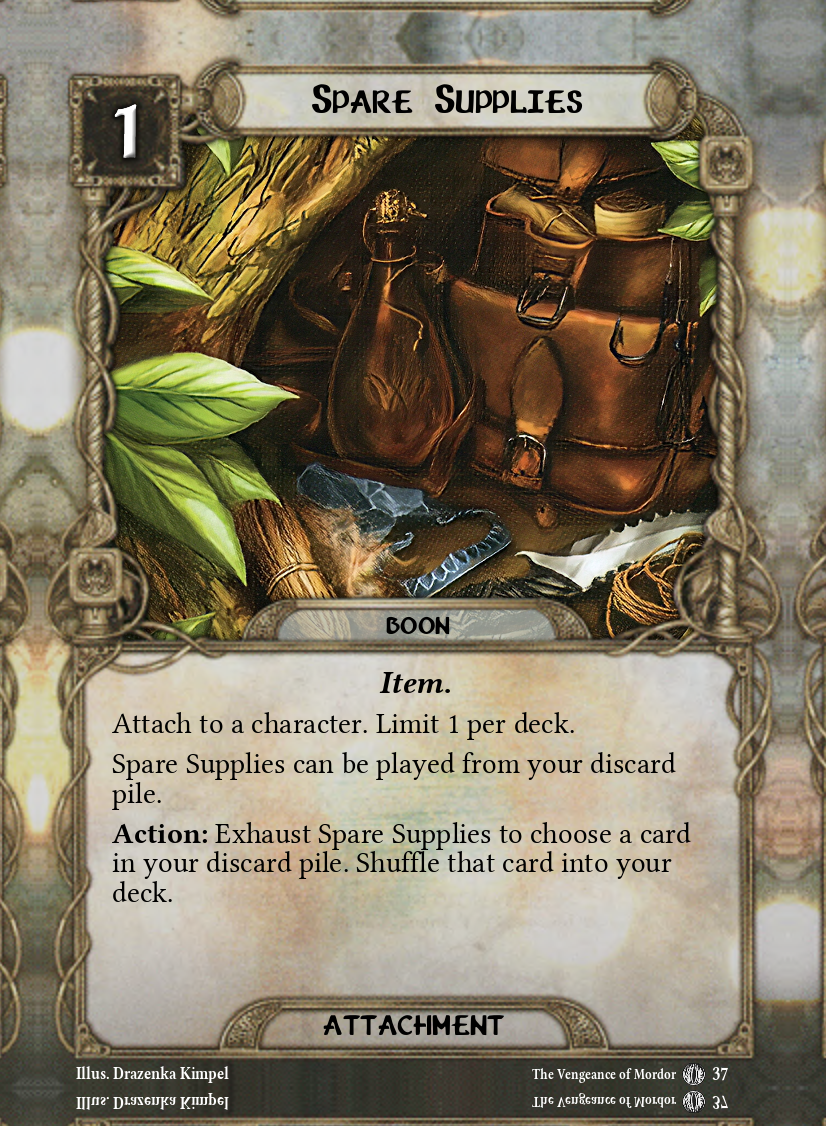 1
Spare Supplies
BOON
Item.
Attach to a character. Limit 1 per deck.
Spare Supplies can be played from your discard
pile.
Action: Exhaust Spare Supplies to choose a card
in your discard pile. Shuffle that card into your
deck.
ATTACHMENT
Illus. Drazenka Kimpel
The Vengeance of Mordor 37
Illus. Drazenka Kimpel
The Vengeance of Mordor 37